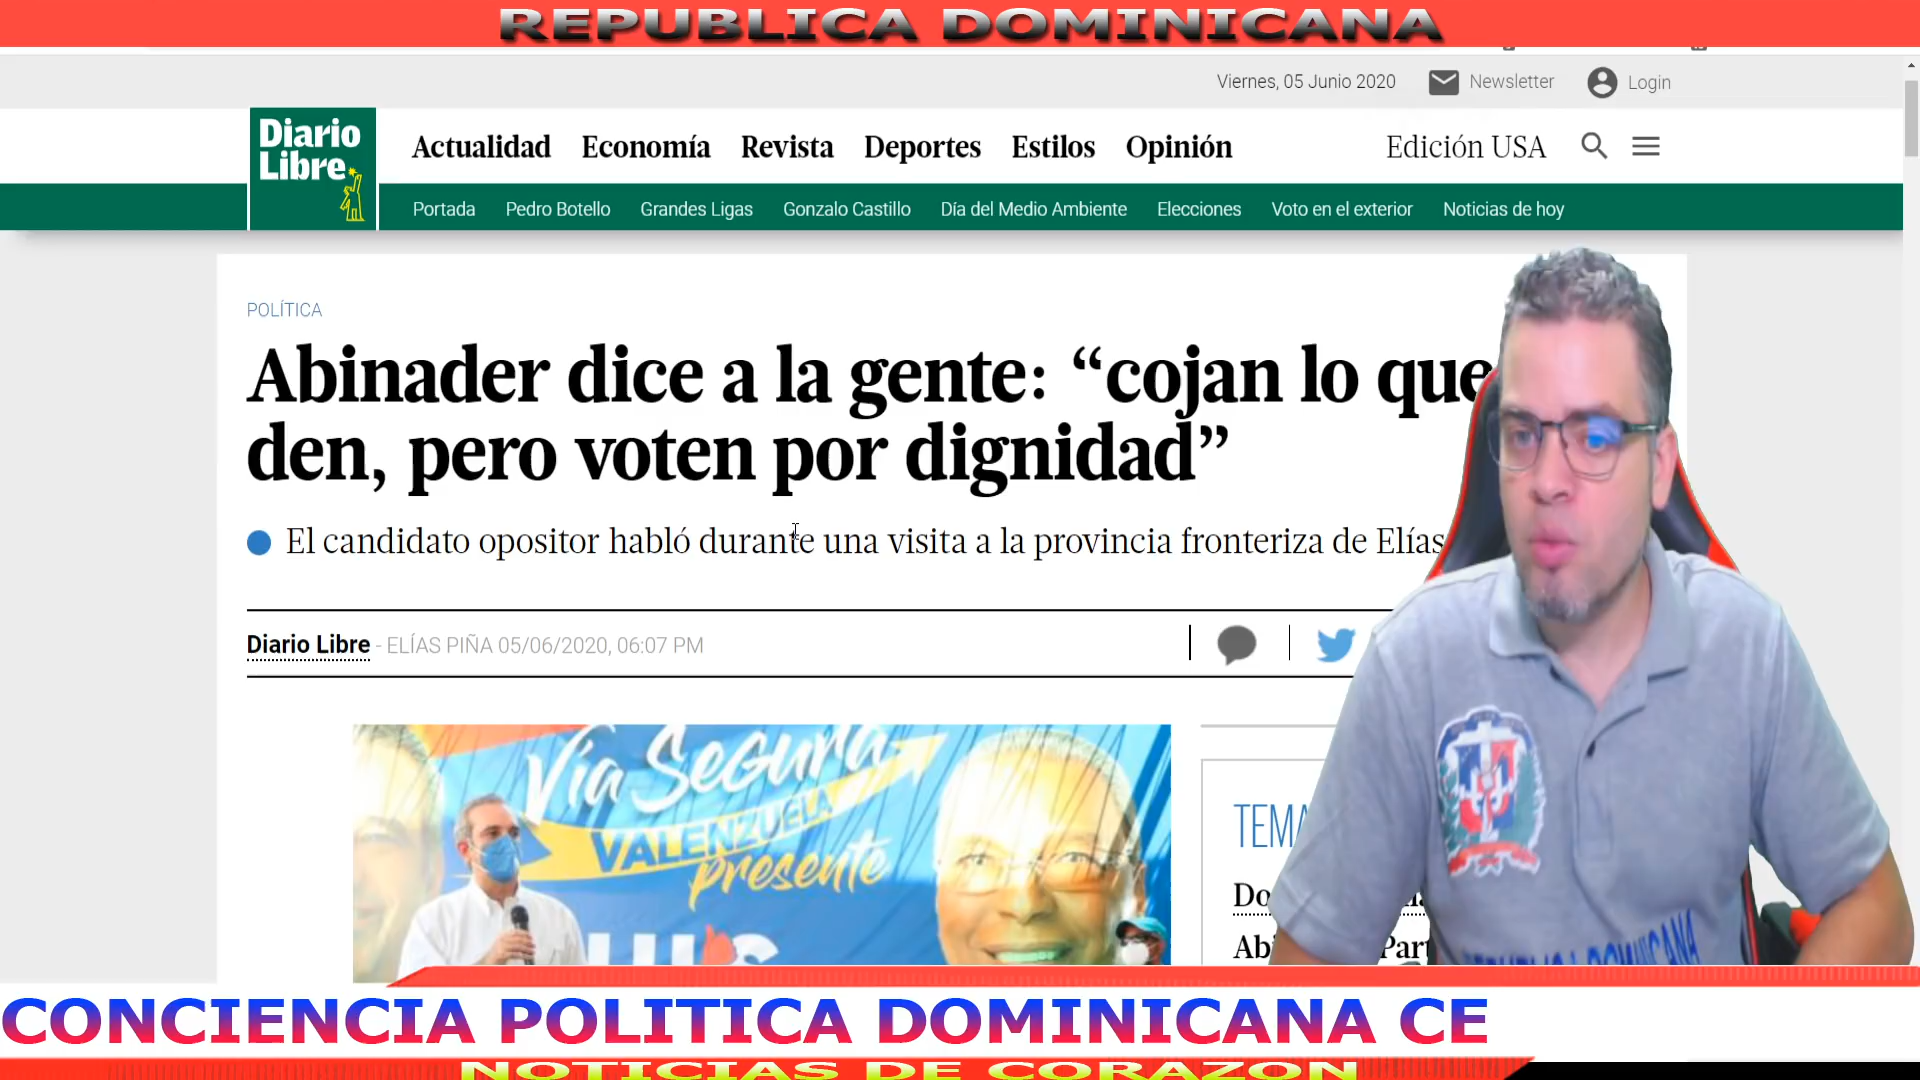 REPUBLICA DOMINICANA
Viernes, 05 Junio 2020 Newsletter Login
Diario
Libre
Actualidad Economía Revista Deportes Estilos Opinión Edición USA
Portada Pedro Botello Grandes Ligas Gonzalo Castillo Día del Medio Ambiente Elecciones Voto en el exterior Noticias de hoy
POLÍTICA
Abinader dice a la gente: “cojan lo que
den, pero voten por dignidad”
El candidato opositor habló durante una visita a la provincia fronteriza de Elías
Diario Libre - ELÍAS PIÑA 05/06/2020, 06:07 PM
Vía Segura
VALENZUELA
presente
CONCIENCIA POLITICA DOMINICANA CE
NOTICIAS DE CORAZON